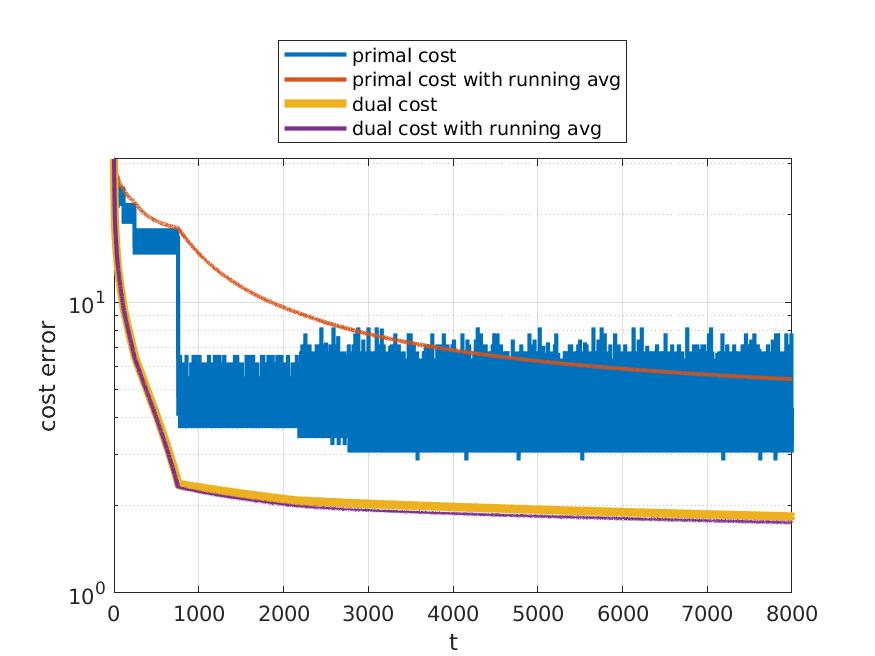 primal cost
primal cost with running avg
dual cost
dual cost with running avg
cost error
10^1
10^0
0 1000 2000 3000 4000 5000 6000 7000 8000
t